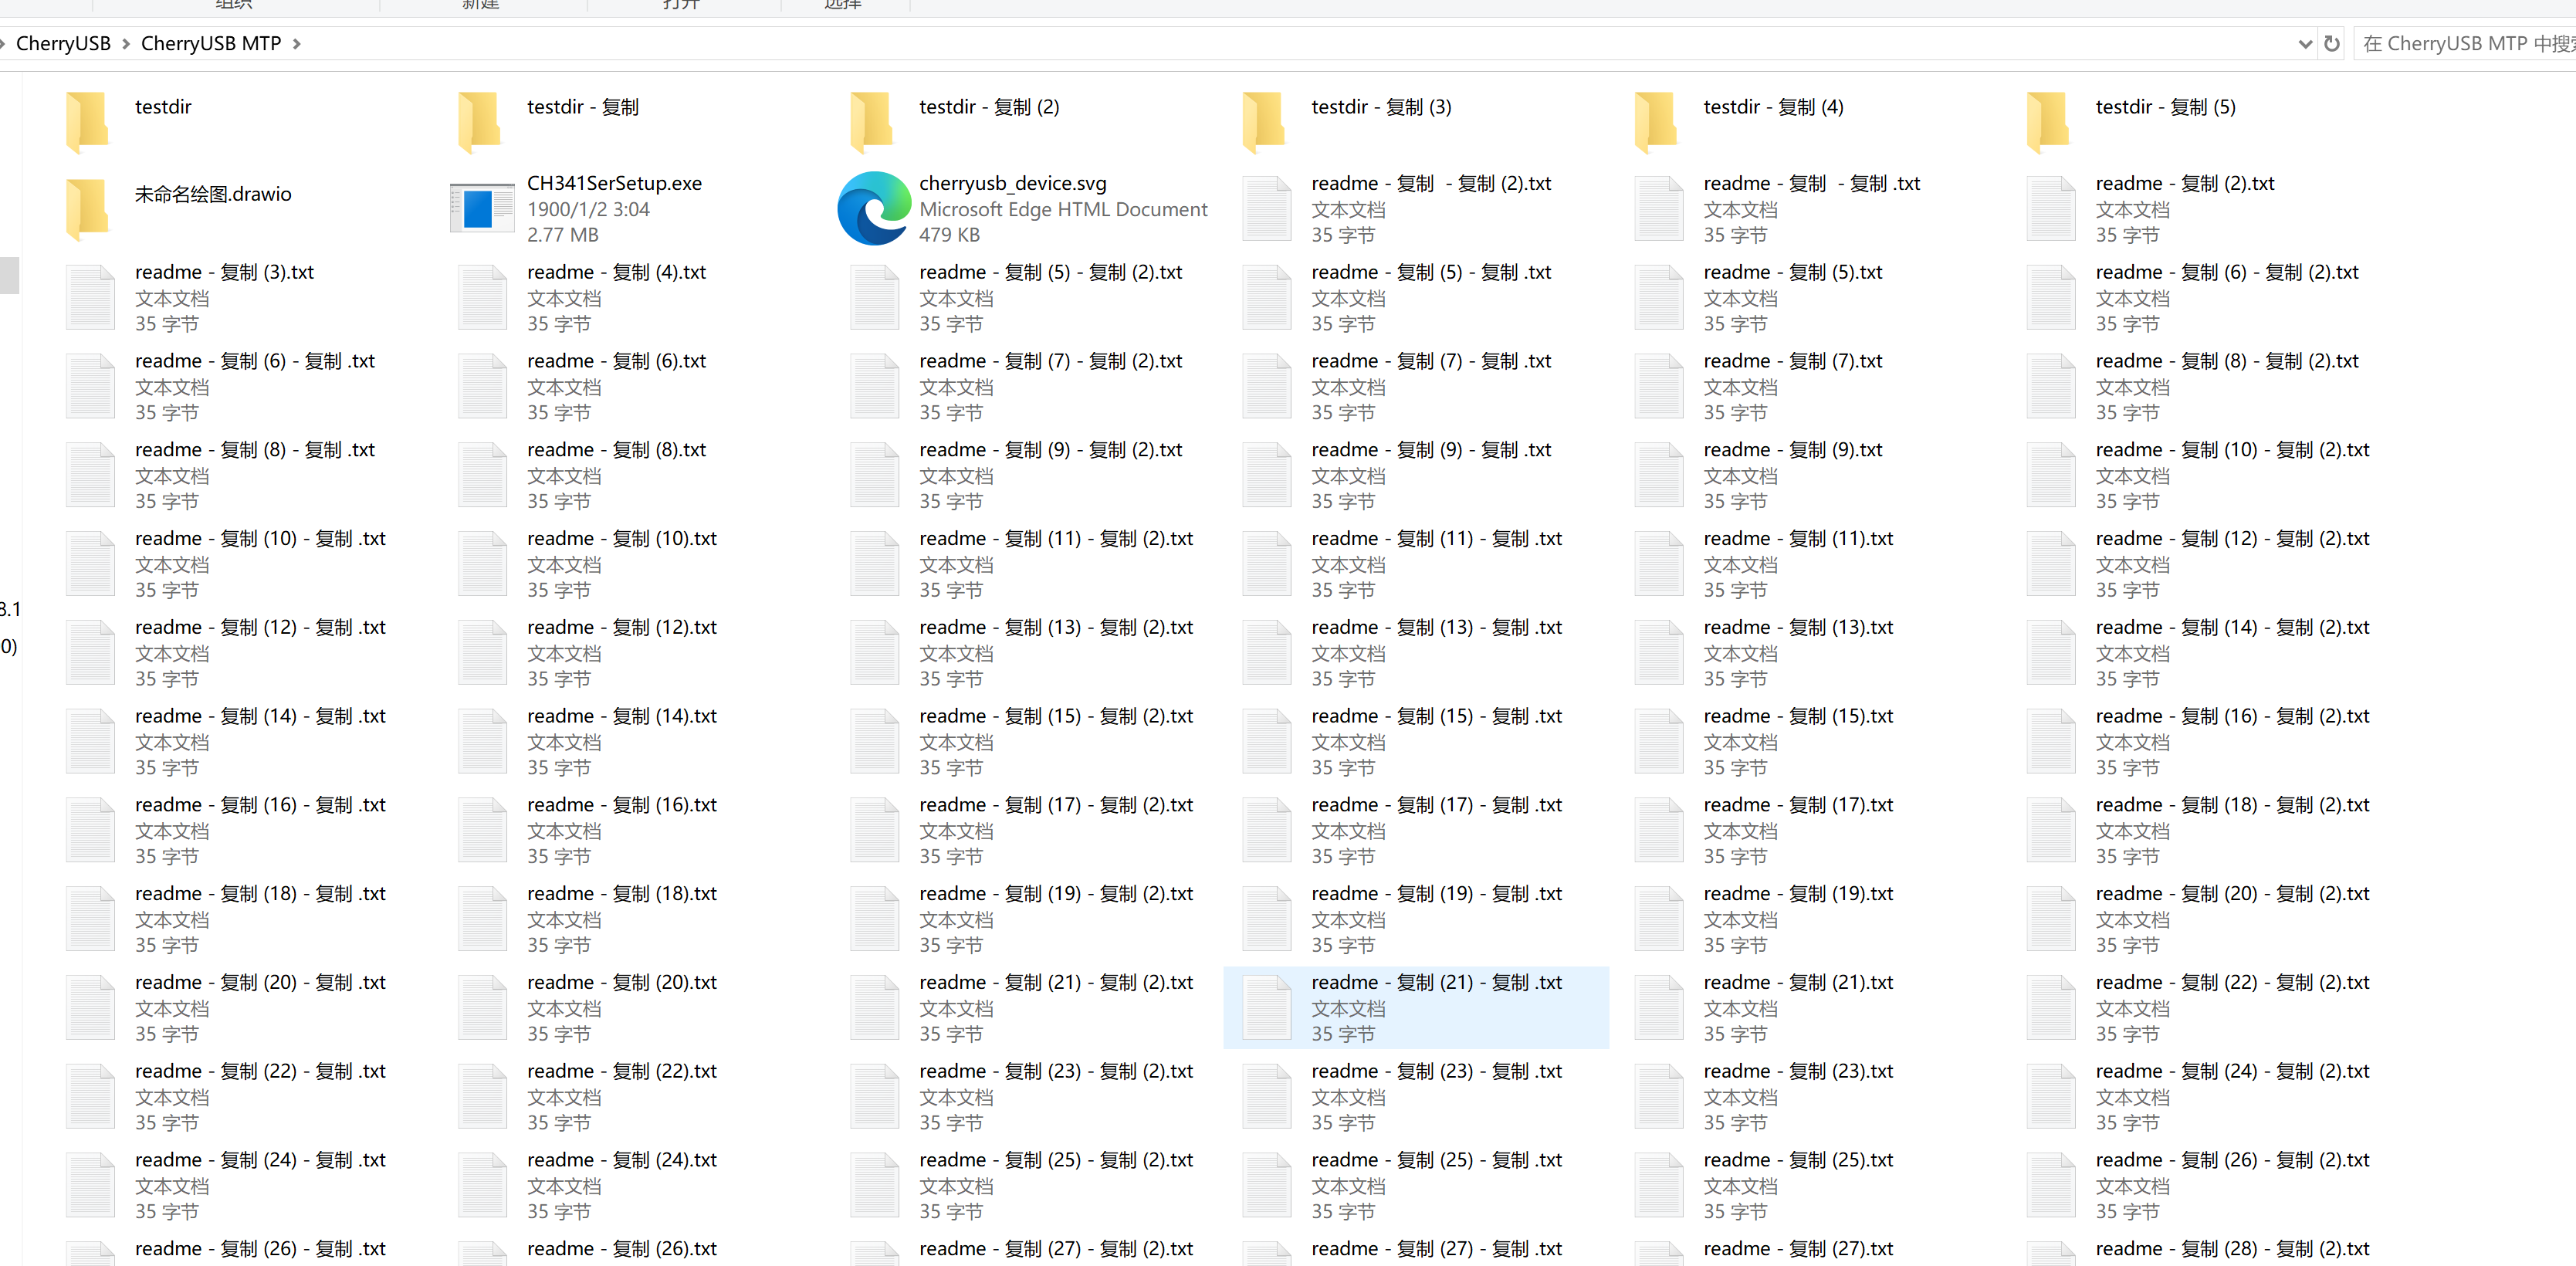 组织 新建 打开 选择
CherryUSB CherryUSB MTP 在 CherryUSB MTP 中搜
testdir testdir - 复制 testdir - 复制 (2) testdir - 复制 (3) testdir - 复制 (4) testdir - 复制 (5)
未命名绘图.drawio
CH341SerSetup.exe
1900/1/2 3:04
2.77 MB
cherryusb_device.svg
Microsoft Edge HTML Document
479 KB
readme - 复制 - 复制 (2).txt
文本文档
35 字节
readme - 复制 - 复制 .txt
文本文档
35 字节
readme - 复制 (2).txt
文本文档
35 字节
readme - 复制 (3).txt
文本文档
35 字节
readme - 复制 (4).txt
文本文档
35 字节
readme - 复制 (5) - 复制 (2).txt
文本文档
35 字节
readme - 复制 (5) - 复制 .txt
文本文档
35 字节
readme - 复制 (5).txt
文本文档
35 字节
readme - 复制 (6) - 复制 (2).txt
文本文档
35 字节
readme - 复制 (6) - 复制 .txt
文本文档
35 字节
readme - 复制 (6).txt
文本文档
35 字节
readme - 复制 (7) - 复制 (2).txt
文本文档
35 字节
readme - 复制 (7) - 复制 .txt
文本文档
35 字节
readme - 复制 (7).txt
文本文档
35 字节
readme - 复制 (8) - 复制 (2).txt
文本文档
35 字节
readme - 复制 (8) - 复制 .txt
文本文档
35 字节
readme - 复制 (8).txt
文本文档
35 字节
readme - 复制 (9) - 复制 (2).txt
文本文档
35 字节
readme - 复制 (9) - 复制 .txt
文本文档
35 字节
readme - 复制 (9).txt
文本文档
35 字节
readme - 复制 (10) - 复制 (2).txt
文本文档
35 字节
readme - 复制 (10) - 复制 .txt
文本文档
35 字节
readme - 复制 (10).txt
文本文档
35 字节
readme - 复制 (11) - 复制 (2).txt
文本文档
35 字节
readme - 复制 (11) - 复制 .txt
文本文档
35 字节
readme - 复制 (11).txt
文本文档
35 字节
readme - 复制 (12) - 复制 (2).txt
文本文档
35 字节
8.1
0)
readme - 复制 (12) - 复制 .txt
文本文档
35 字节
readme - 复制 (12).txt
文本文档
35 字节
readme - 复制 (13) - 复制 (2).txt
文本文档
35 字节
readme - 复制 (13) - 复制 .txt
文本文档
35 字节
readme - 复制 (13).txt
文本文档
35 字节
readme - 复制 (14) - 复制 (2).txt
文本文档
35 字节
readme - 复制 (14) - 复制 .txt
文本文档
35 字节
readme - 复制 (14).txt
文本文档
35 字节
readme - 复制 (15) - 复制 (2).txt
文本文档
35 字节
readme - 复制 (15) - 复制 .txt
文本文档
35 字节
readme - 复制 (15).txt
文本文档
35 字节
readme - 复制 (16) - 复制 (2).txt
文本文档
35 字节
readme - 复制 (16) - 复制 .txt
文本文档
35 字节
readme - 复制 (16).txt
文本文档
35 字节
readme - 复制 (17) - 复制 (2).txt
文本文档
35 字节
readme - 复制 (17) - 复制 .txt
文本文档
35 字节
readme - 复制 (17).txt
文本文档
35 字节
readme - 复制 (18) - 复制 (2).txt
文本文档
35 字节
readme - 复制 (18) - 复制 .txt
文本文档
35 字节
readme - 复制 (18).txt
文本文档
35 字节
readme - 复制 (19) - 复制 (2).txt
文本文档
35 字节
readme - 复制 (19) - 复制 .txt
文本文档
35 字节
readme - 复制 (19).txt
文本文档
35 字节
readme - 复制 (20) - 复制 (2).txt
文本文档
35 字节
readme - 复制 (20) - 复制 .txt
文本文档
35 字节
readme - 复制 (20).txt
文本文档
35 字节
readme - 复制 (21) - 复制 (2).txt
文本文档
35 字节
readme - 复制 (21) - 复制 .txt
文本文档
35 字节
readme - 复制 (21).txt
文本文档
35 字节
readme - 复制 (22) - 复制 (2).txt
文本文档
35 字节
readme - 复制 (22) - 复制 .txt
文本文档
35 字节
readme - 复制 (22).txt
文本文档
35 字节
readme - 复制 (23) - 复制 (2).txt
文本文档
35 字节
readme - 复制 (23) - 复制 .txt
文本文档
35 字节
readme - 复制 (23).txt
文本文档
35 字节
readme - 复制 (24) - 复制 (2).txt
文本文档
35 字节
readme - 复制 (24) - 复制 .txt
文本文档
35 字节
readme - 复制 (24).txt
文本文档
35 字节
readme - 复制 (25) - 复制 (2).txt
文本文档
35 字节
readme - 复制 (25) - 复制 .txt
文本文档
35 字节
readme - 复制 (25).txt
文本文档
35 字节
readme - 复制 (26) - 复制 (2).txt
文本文档
35 字节
readme - 复制 (26) - 复制 .txt
readme - 复制 (26).txt
readme - 复制 (27) - 复制 (2).txt
readme - 复制 (27) - 复制 .txt
readme - 复制 (27).txt
readme - 复制 (28) - 复制 (2).txt